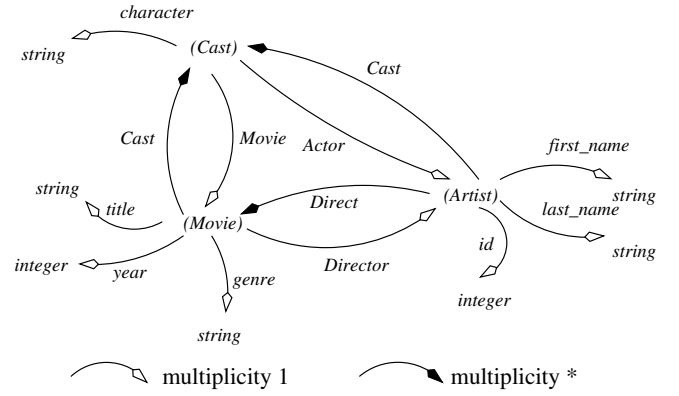 character
string
(Cast)
Cast
Cast
Movie
Actor
first_name
string
string
title
(Artist)
last_name
Direct
(Movie)
string
id
integer
year
Director
genre
integer
string
multiplicity 1
multiplicity *